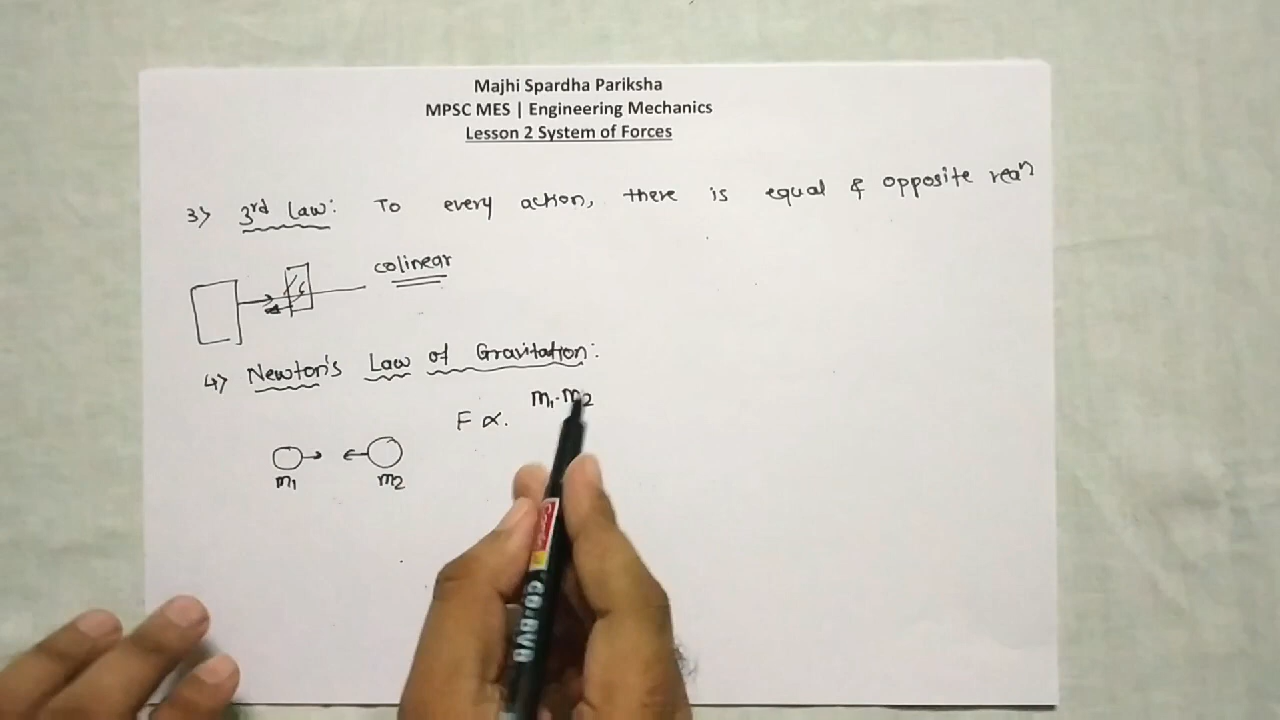 Majhi Spardha Pariksha
MPSC MES | Engineering Mechanics
Lesson 2 System of Forces
3) 3rd Law: To every action, there is equal & opposite rean
colinear
4) Newton's Law of Gravitation:
F ∝. m1.m2
m1 m2